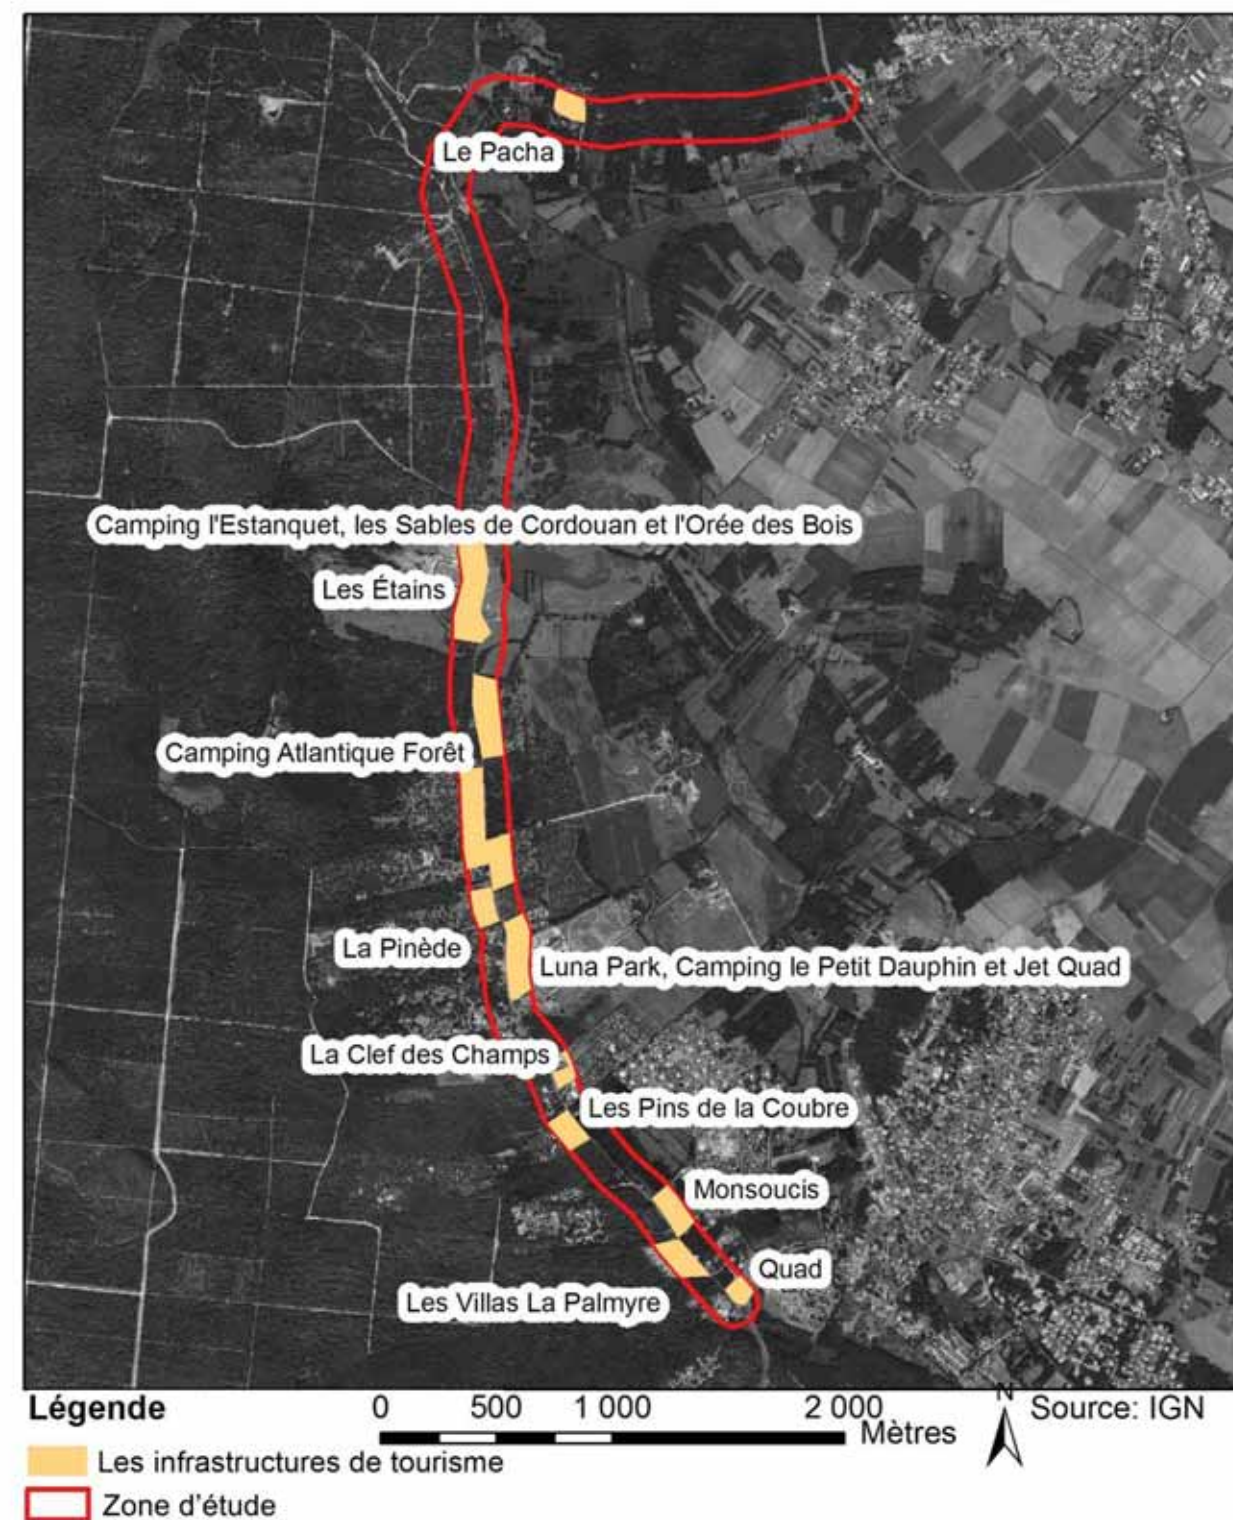 Le Pacha
Camping l'Estanquet, les Sables de Cordouan et l'Orée des Bois
Les Étains
Camping Atlantique Forêt
La Pinède
Luna Park, Camping le Petit Dauphin et Jet Quad
La Clef des Champs
Les Pins de la Coubre
Monsoucis
Quad
Les Villas La Palmyre
Légende
0 500 1 000 2 000
Mètres
N
Source: IGN
Les infrastructures de tourisme
Zone d'étude